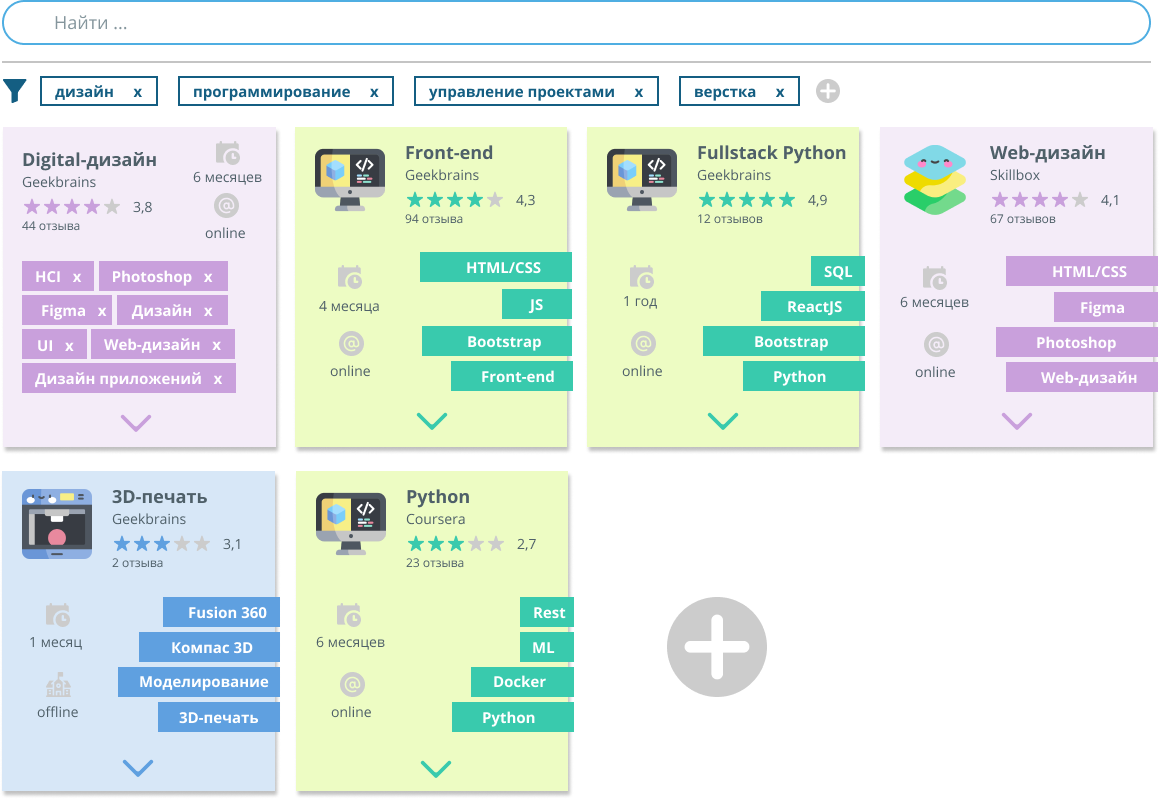 Найти ...
дизайн x
программирование x
управление проектами x
верстка x
Digital-дизайн
Geekbrains
3,8
44 отзыва
6 месяцев
online
HCI x
Photoshop x
Figma x
Дизайн x
UI x
Web-дизайн x
Дизайн приложений x
Front-end
Geekbrains
4,3
94 отзыва
4 месяца
online
HTML/CSS
JS
Bootstrap
Front-end
Fullstack Python
Geekbrains
4,9
12 отзывов
1 год
online
SQL
ReactJS
Bootstrap
Python
Web-дизайн
Skillbox
4,1
67 отзывов
6 месяцев
online
HTML/CSS
Figma
Photoshop
Web-дизайн
3D-печать
Geekbrains
3,1
2 отзыва
1 месяц
offline
Fusion 360
Компас 3D
Моделирование
3D-печать
Python
Coursera
2,7
23 отзыва
6 месяцев
online
Rest
ML
Docker
Python